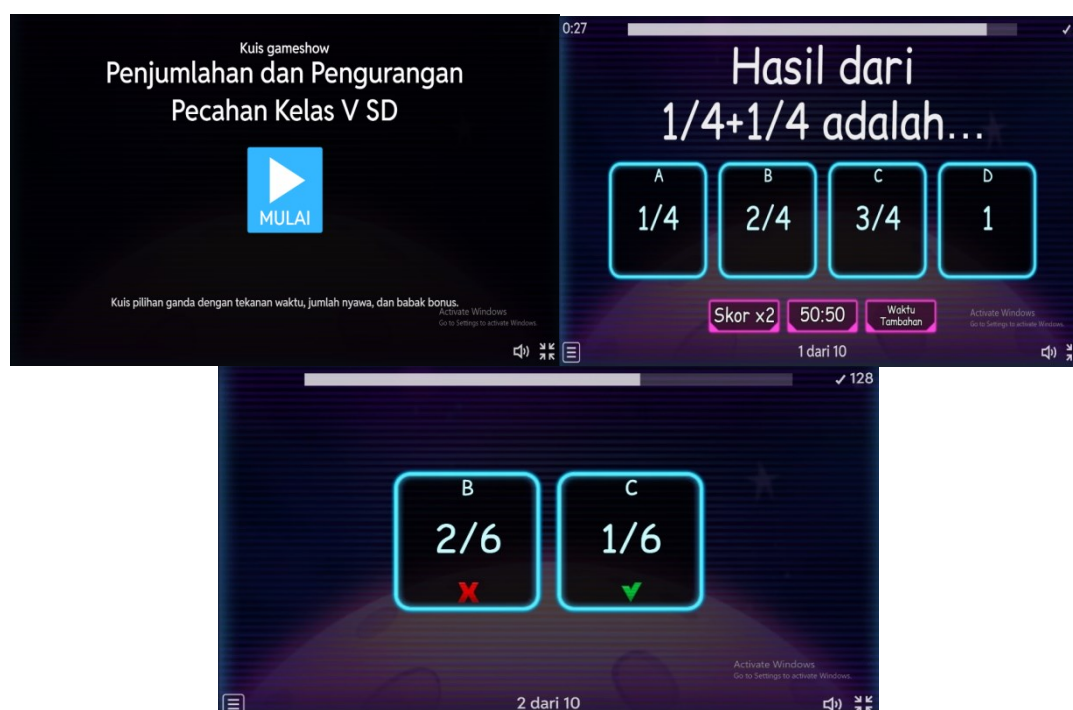 Kuis gameshow
Penjumlahan dan Pengurangan
Pecahan Kelas V SD
MULAI
Kuis pilihan ganda dengan tekanan waktu, jumlah nyawa, dan babak bonus.
Activate Windows
Go to Settings to activate Windows.
0:27
Hasil dari
1/4+1/4 adalah...
A
B
C
D
1/4
2/4
3/4
1
Skor x2
50:50
Waktu
Tambahan
Activate Windows
Go to Settings to activate Windows.
1 dari 10
128
B
C
2/6
1/6
Activate Windows
Go to Settings to activate Windows.
2 dari 10